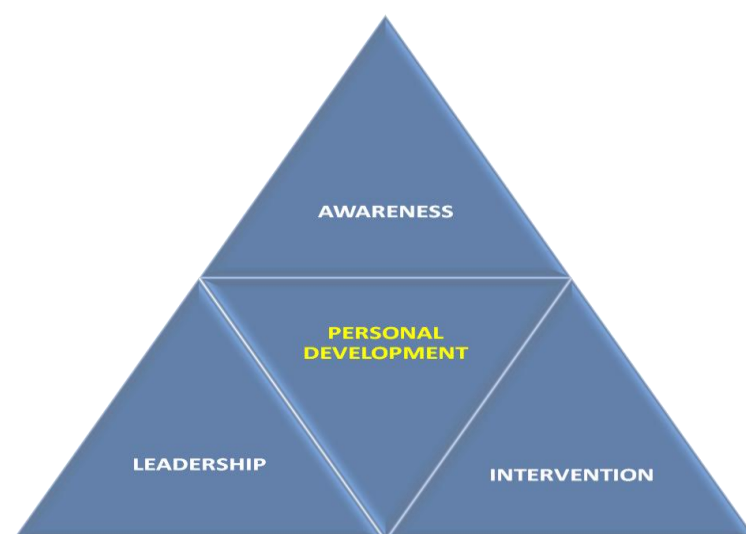 AWARENESS
PERSONAL
DEVELOPMENT
LEADERSHIP
INTERVENTION